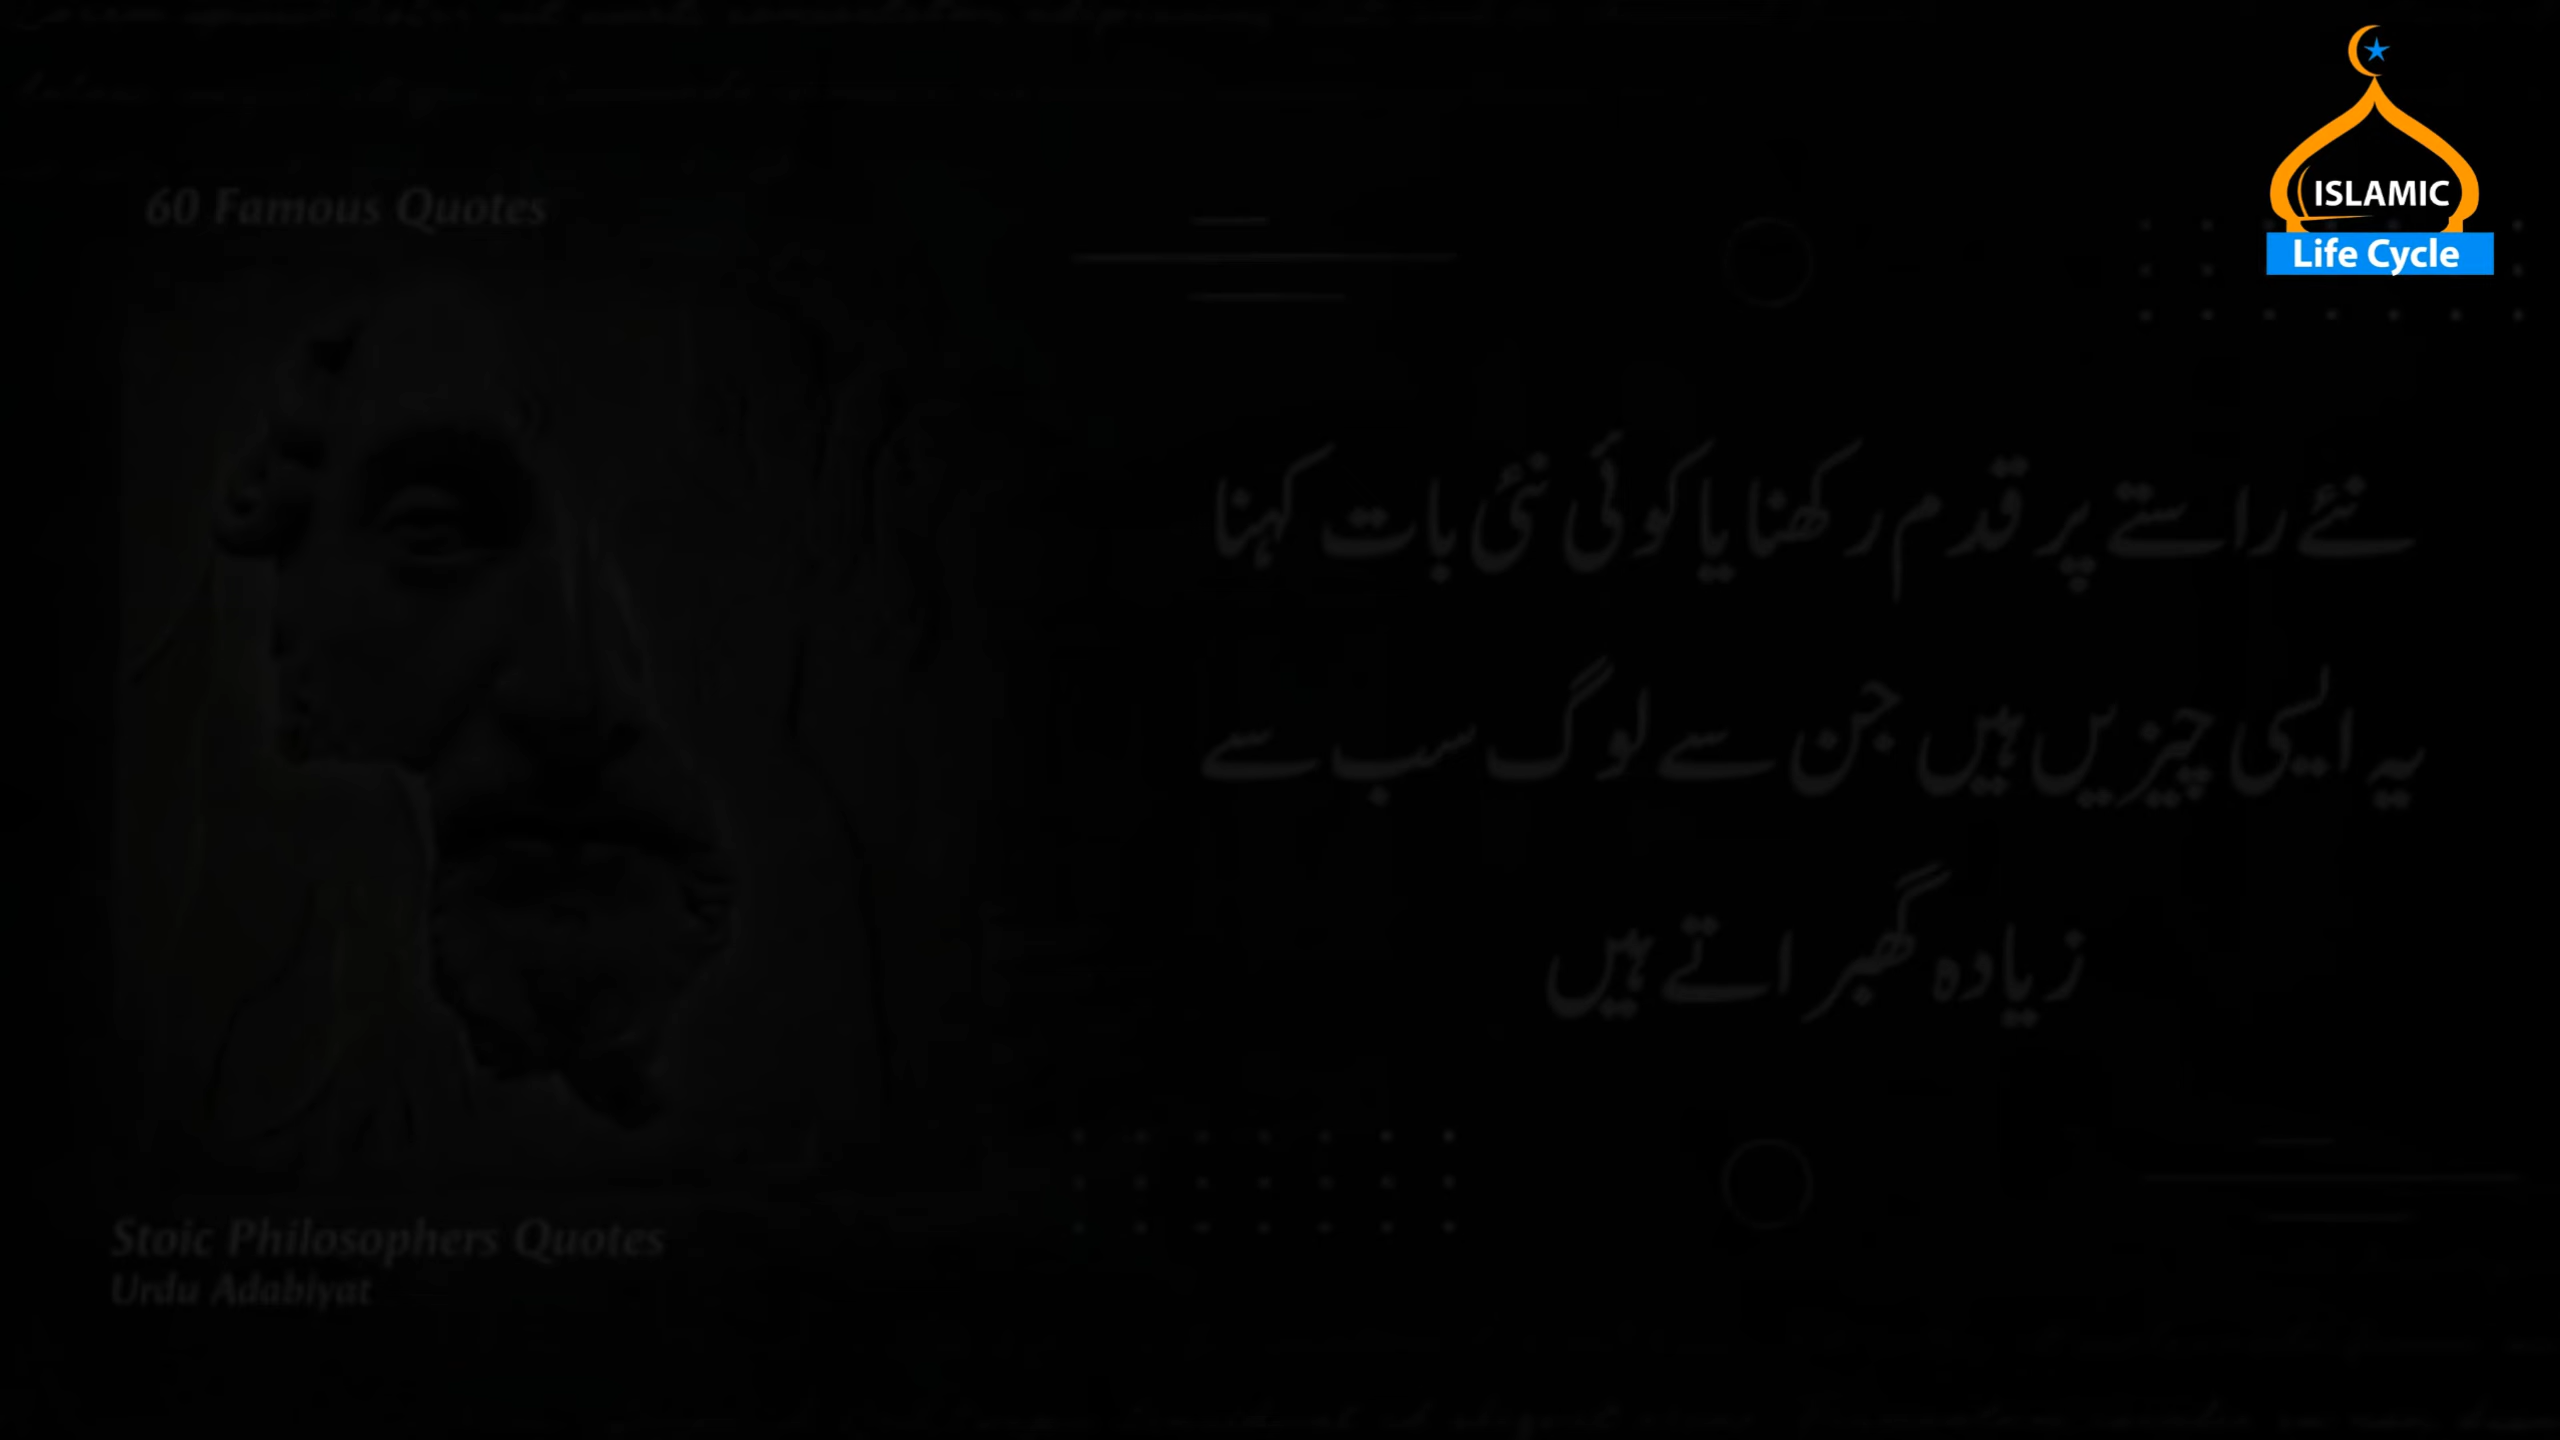 60 Famous Quotes
ISLAMIC
Life Cycle
نئے راستے پر قدم رکھنا یا کوئی نئی بات کہنا
یہ ایسی چیزیں ہیں جن سے لوگ سب سے
زیادہ گھبراتے ہیں
Stoic Philosophers Quotes
Urdu Adabiyat